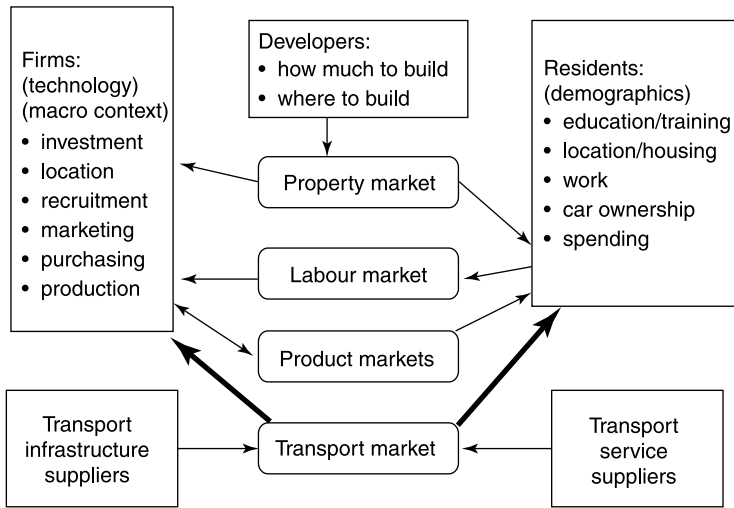 Firms:
(technology)
(macro context)
• investment
• location
• recruitment
• marketing
• purchasing
• production
Developers:
• how much to build
• where to build
Residents:
(demographics)
• education/training
• location/housing
• work
• car ownership
• spending
Property market
Labour market
Product markets
Transport
infrastructure
suppliers
Transport market
Transport
service
suppliers